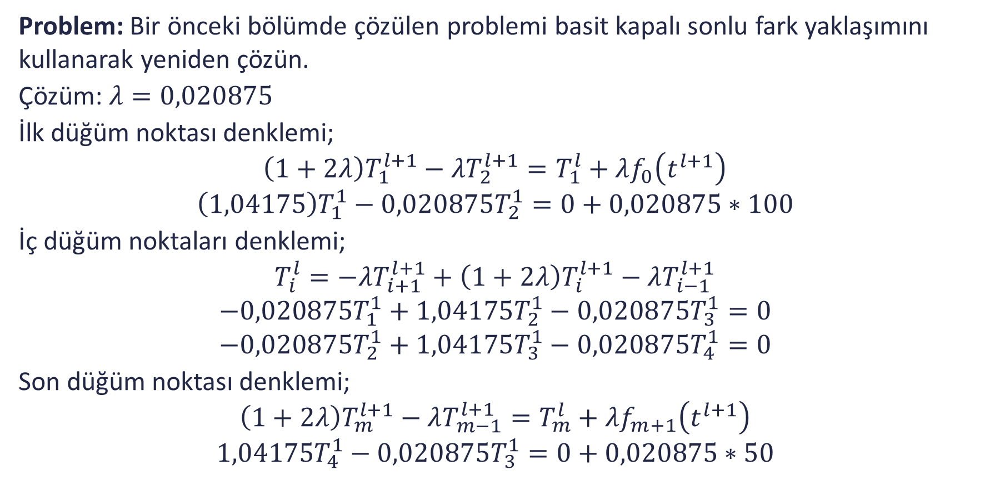 Problem: Bir önceki bölümde çözülen problemi basit kapalı sonlu fark yaklaşımını
kullanarak yeniden çözün.
Çözüm: $\lambda = 0,020875$
İlk düğüm noktası denklemi;
$(1 + 2\lambda)T_1^{l+1} - \lambda T_2^{l+1} = T_1^l + \lambda f_0(t^{l+1})$
$(1,04175)T_1^1 - 0,020875T_2^1 = 0 + 0,020875 * 100$
İç düğüm noktaları denklemi;
$T_i^l = -\lambda T_{i+1}^{l+1} + (1 + 2\lambda)T_i^{l+1} - \lambda T_{i-1}^{l+1}$
$-0,020875T_1^1 + 1,04175T_2^1 - 0,020875T_3^1 = 0$
$-0,020875T_2^1 + 1,04175T_3^1 - 0,020875T_4^1 = 0$
Son düğüm noktası denklemi;
$(1 + 2\lambda)T_m^{l+1} - \lambda T_{m-1}^{l+1} = T_m^l + \lambda f_{m+1}(t^{l+1})$
$1,04175T_4^1 - 0,020875T_3^1 = 0 + 0,020875 * 50$